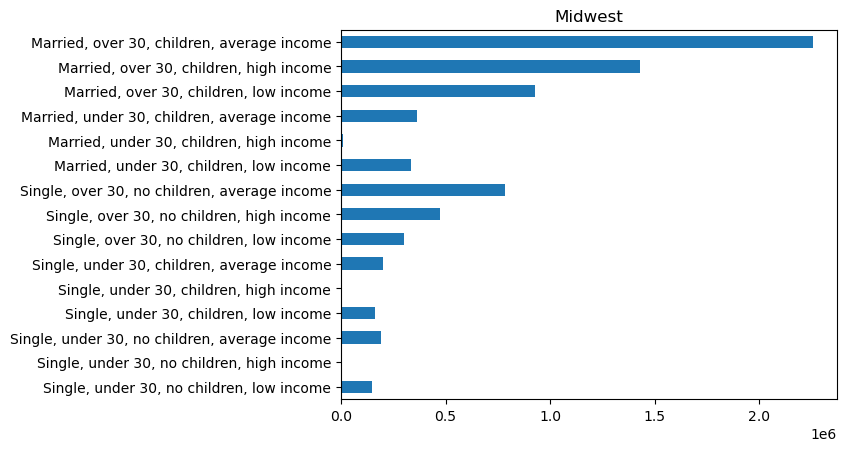 Midwest
Married, over 30, children, average income
Married, over 30, children, high income
Married, over 30, children, low income
Married, under 30, children, average income
Married, under 30, children, high income
Married, under 30, children, low income
Single, over 30, no children, average income
Single, over 30, no children, high income
Single, over 30, no children, low income
Single, under 30, children, average income
Single, under 30, children, high income
Single, under 30, children, low income
Single, under 30, no children, average income
Single, under 30, no children, high income
Single, under 30, no children, low income
0.0 0.5 1.0 1.5 2.0
1e6